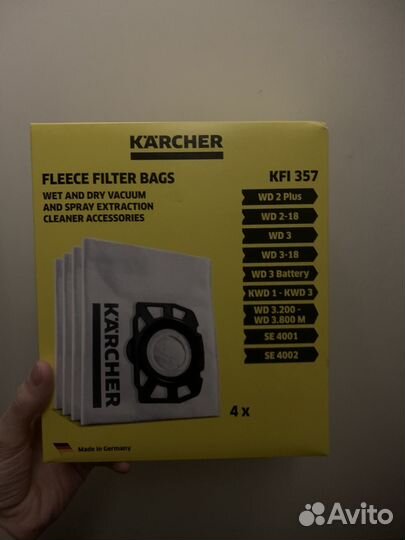 KÄRCHER
FLEECE FILTER BAGS
WET AND DRY VACUUM
AND SPRAY EXTRACTION
CLEANER ACCESSORIES
KFI 357
WD 2 Plus
WD 2-18
WD 3
WD 3-18
WD 3 Battery
KWD 1 - KWD 3
WD 3.200 -
WD 3.800 M
SE 4001
SE 4002
KÄRCHER
4 x
Made in Germany
Avito